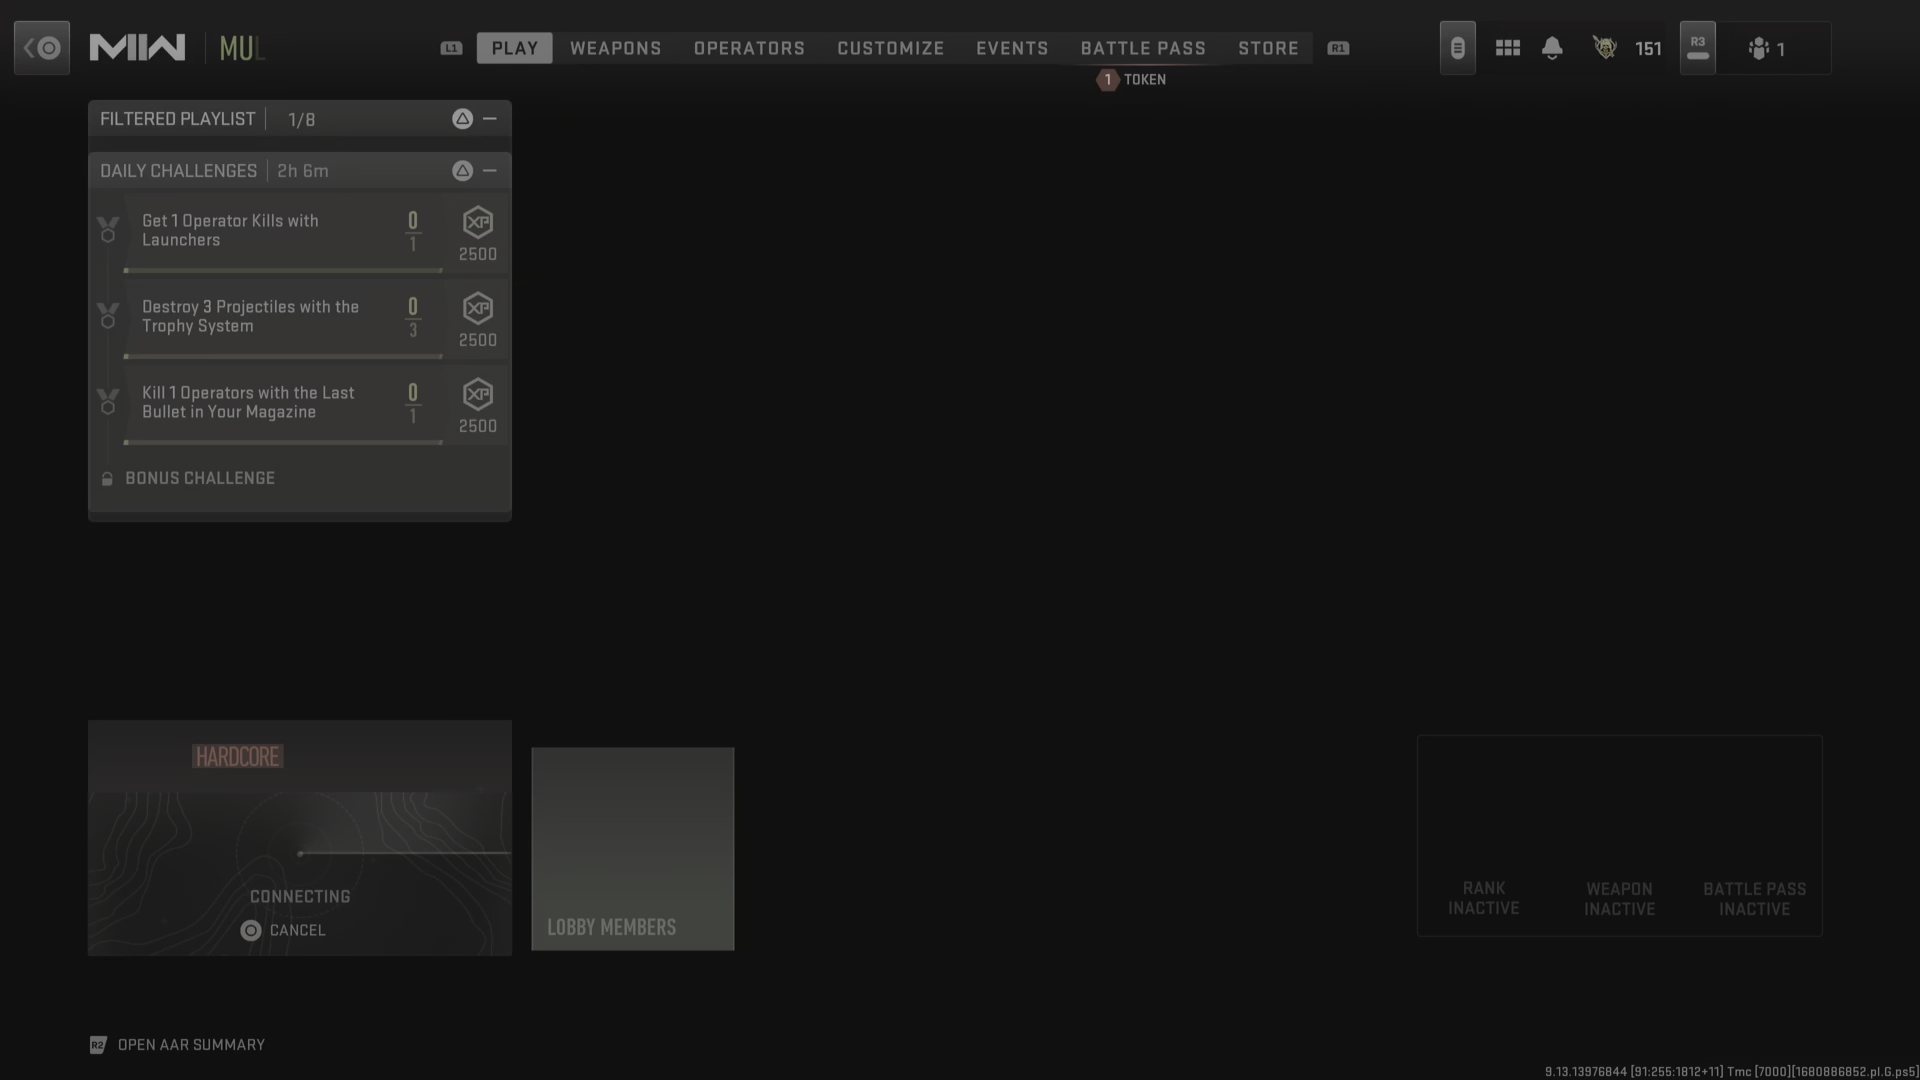 MW MUL
L1 PLAY WEAPONS OPERATORS CUSTOMIZE EVENTS BATTLE PASS STORE R1
151 R3 1
1 TOKEN
FILTERED PLAYLIST 1/8
DAILY CHALLENGES 2h 6m
Get 1 Operator Kills with
Launchers
0
1
XP
2500
Destroy 3 Projectiles with the
Trophy System
0
3
XP
2500
Kill 1 Operators with the Last
Bullet in Your Magazine
0
1
XP
2500
BONUS CHALLENGE
HARDCORE
CONNECTING
CANCEL
LOBBY MEMBERS
RANK
INACTIVE
WEAPON
INACTIVE
BATTLE PASS
INACTIVE
R2 OPEN AAR SUMMARY
9.13.13976844 [91:255:1812+11] Tmc [7000][1680886852.pl.G.ps5]